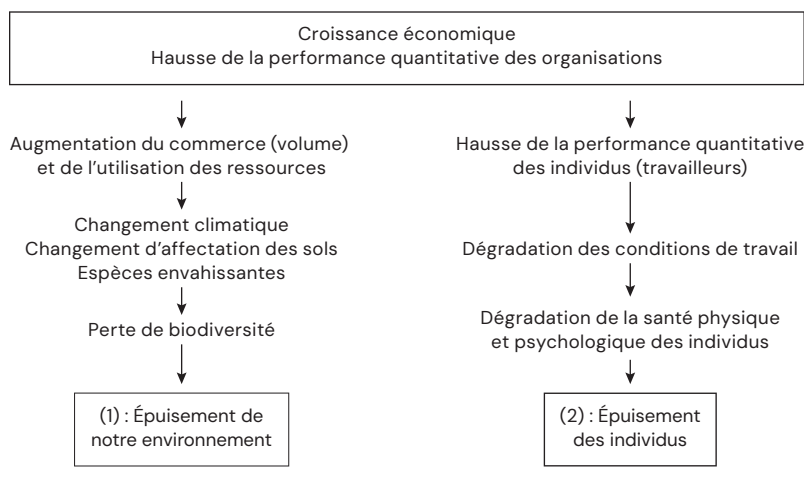 Croissance économique
Hausse de la performance quantitative des organisations
Augmentation du commerce (volume)
et de l’utilisation des ressources
Changement climatique
Changement d’affectation des sols
Espèces envahissantes
Perte de biodiversité
(1) : Épuisement de
notre environnement
Hausse de la performance quantitative
des individus (travailleurs)
Dégradation des conditions de travail
Dégradation de la santé physique
et psychologique des individus
(2) : Épuisement
des individus